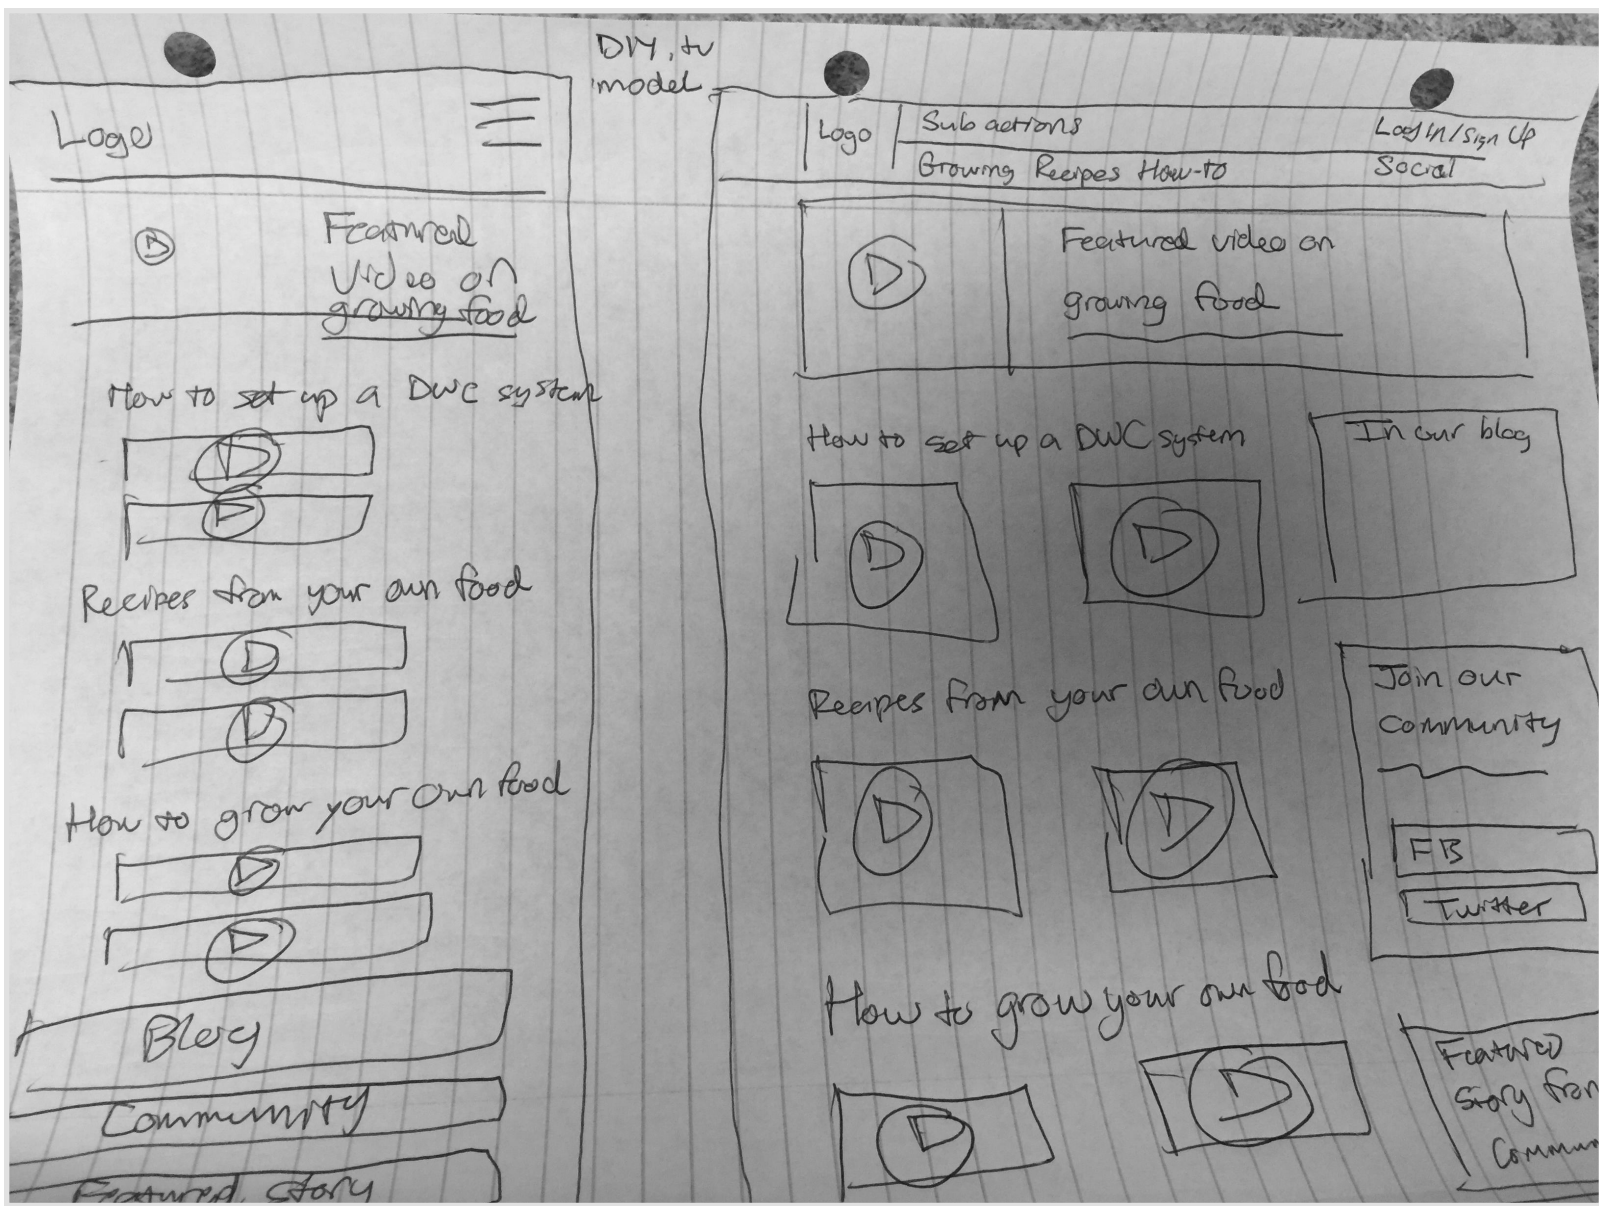 DIY.tv
model
Logo
Featured
video on
growing food
How to set up a DWC system
Recipes from your own food
How to grow your own food
Blog
Community
Featured story
Logo
Sub actions
Log In/Sign Up
Growing Recipes How-to
Social
Featured video on
growing food
How to set up a DWC system
In our blog
Recipes from your own food
Join our
community
FB
Twitter
How to grow your own food
Featured
Story from
Commun